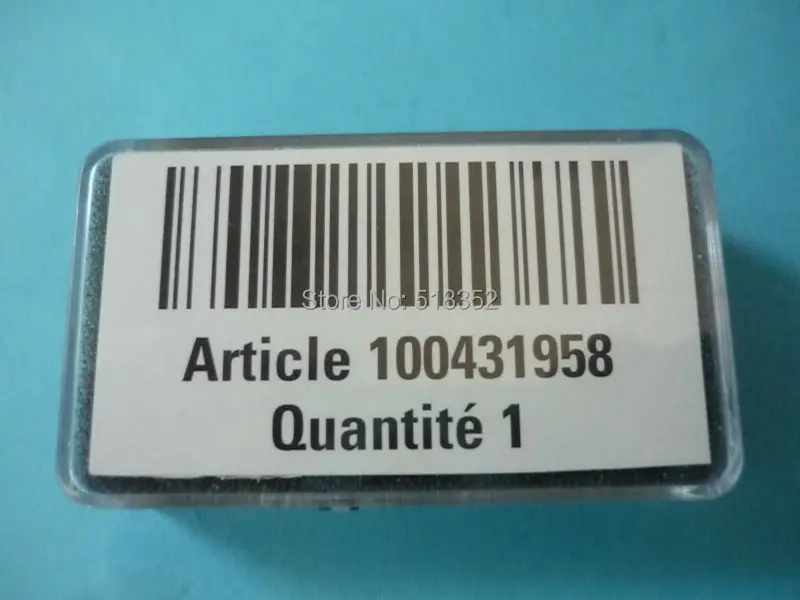 Store No: 518352
Article 100431958
Quantité 1